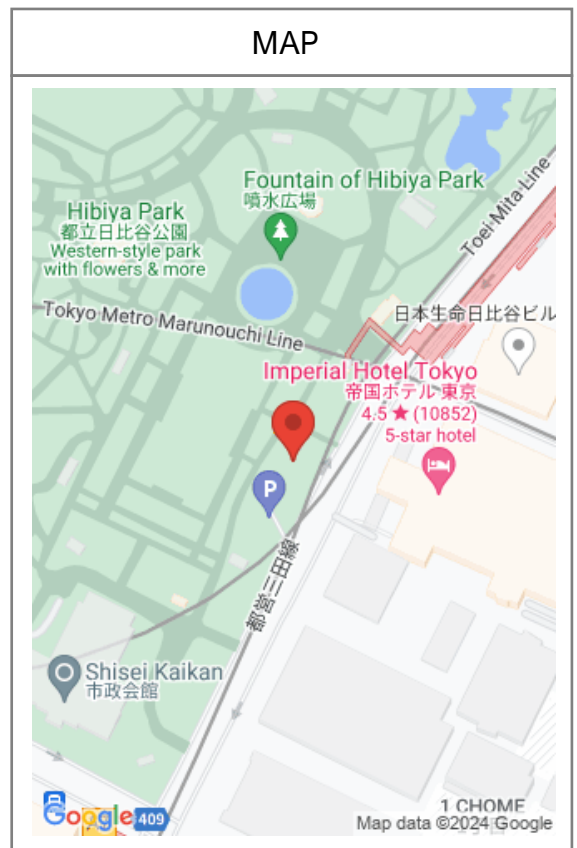 MAP
Fountain of Hibiya Park
噴水広場
Hibiya Park
都立日比谷公園
Western-style park
with flowers & more
Toei Mita Line
Tokyo Metro Marunouchi Line
日本生命日比谷ビル
Imperial Hotel Tokyo
帝国ホテル 東京
4.5 ★ (10852)
5-star hotel
P
都営三田線
Shisei Kaikan
市政会館
Google
409
1 CHOME
Map data ©2024 Google